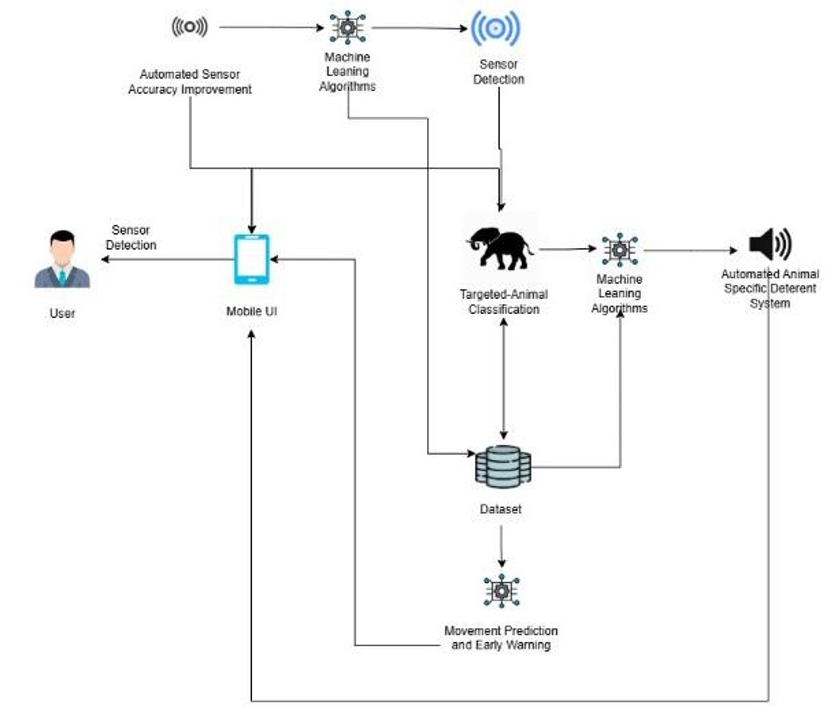 Automated Sensor
Accuracy Improvement
Machine
Leaning
Algorithms
Sensor
Detection
Sensor
Detection
User
Mobile UI
Targeted-Animal
Classification
Machine
Leaning
Algorithms
Automated Animal
Specific Deterent
System
Dataset
Movement Prediction
and Early Warning